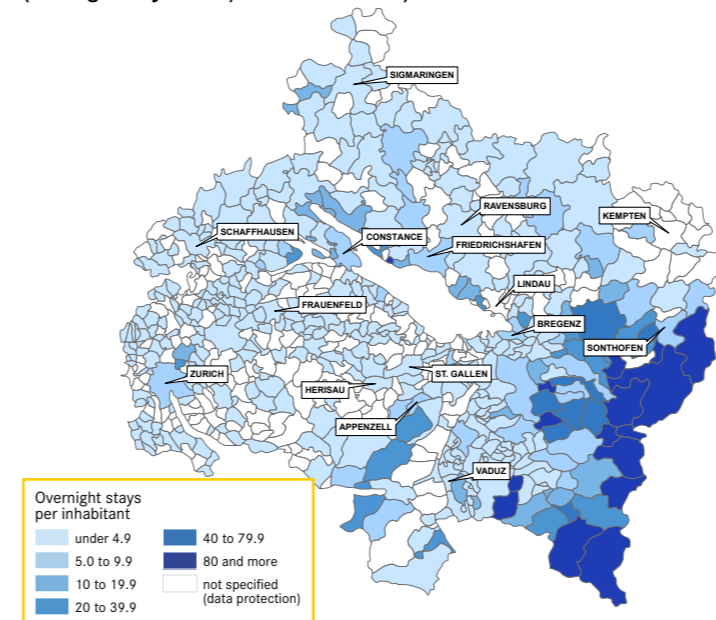 SIGMARINGEN
RAVENSBURG
KEMPTEN
SCHAFFHAUSEN
CONSTANCE
FRIEDRICHSHAFEN
LINDAU
FRAUENFELD
BREGENZ
SONTHOFEN
ZURICH
ST. GALLEN
HERISAU
APPENZELL
VADUZ
Overnight stays
per inhabitant
under 4.9
5.0 to 9.9
10 to 19.9
20 to 39.9
40 to 79.9
80 and more
not specified
(data protection)